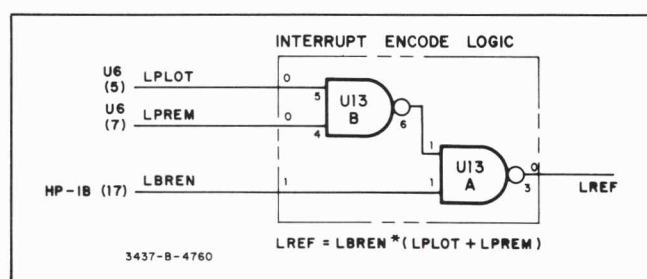 INTERRUPT ENCODE LOGIC
U6
(5) LPLOT 0
5
U6
(7) LPREM 0
4
U13
B
6
1
HP-IB (17) LBREN 1
1
U13
A
3
0
LREF
LREF = LBREN * (LPLOT + LPREM)
3437-B-4760